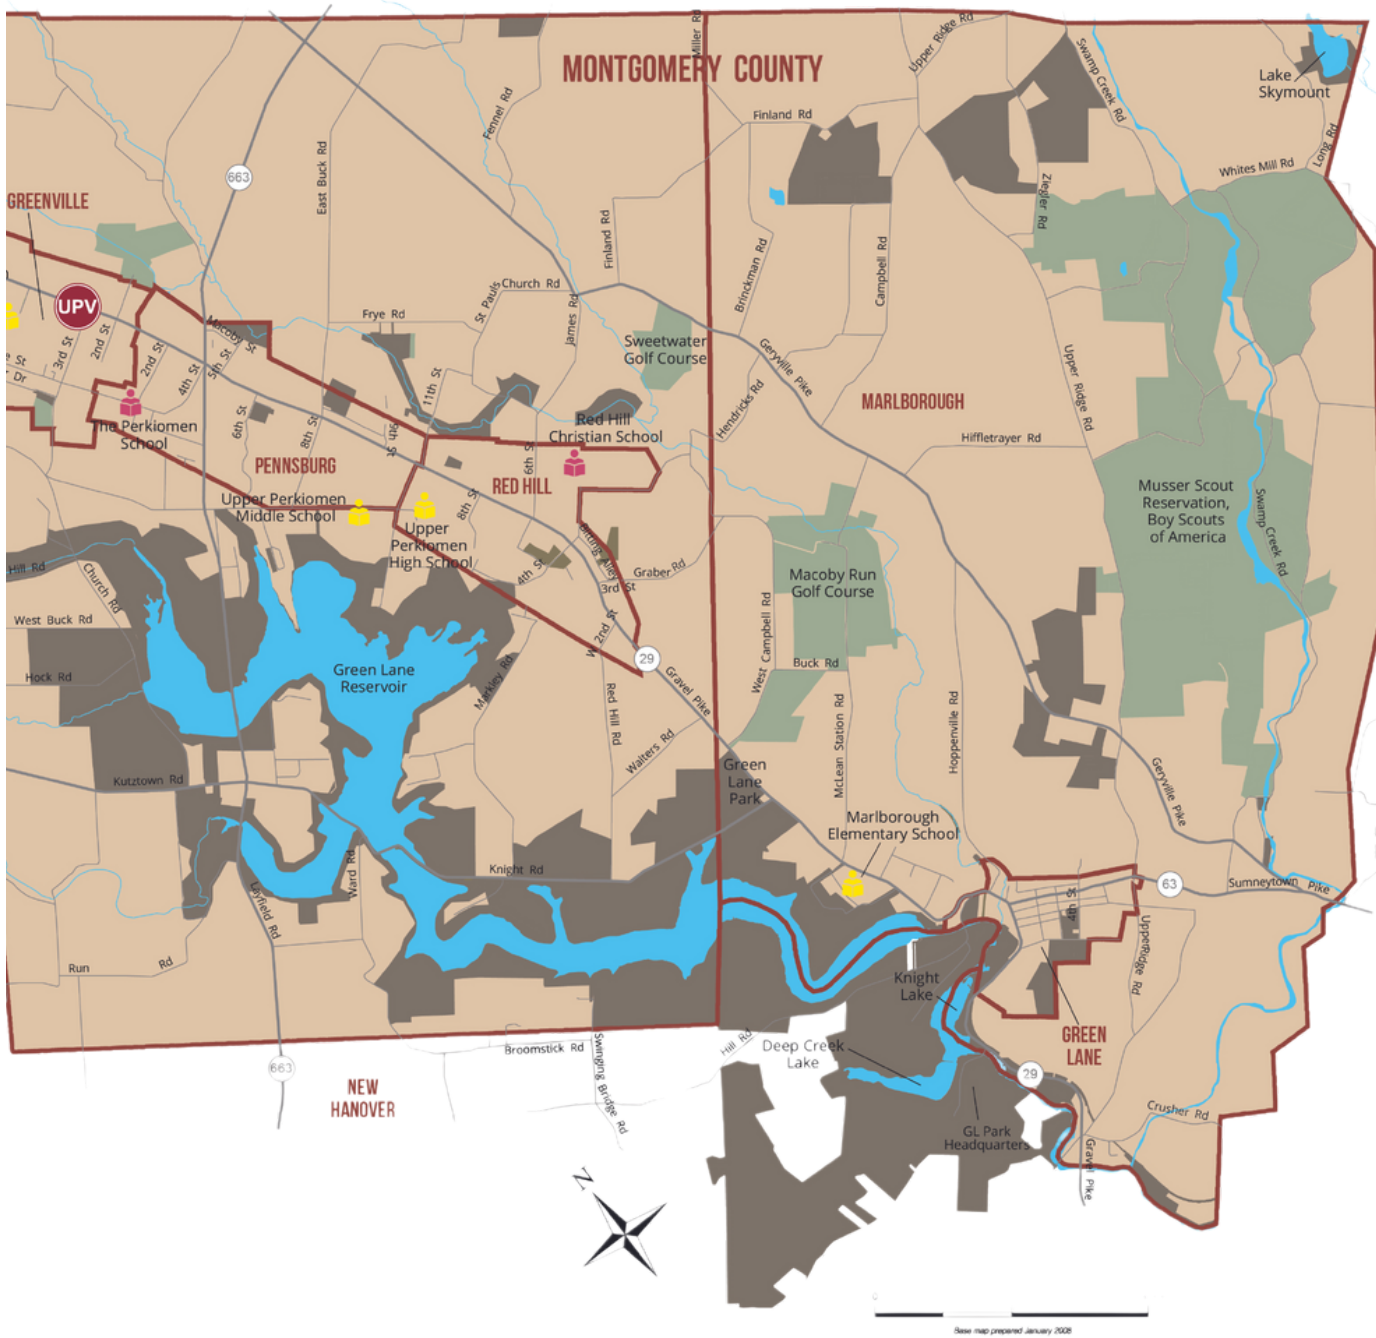 MONTGOMERY COUNTY
Miller Rd
Upper Ridge Rd
Swamp Creek Rd
Lake
Skymount
Long Rd
Whites Mill Rd
Fennel Rd
Finland Rd
663
East Buck Rd
GREENVILLE
Ziegler Rd
Finland Rd
Brinckman Rd
Campbell Rd
Church Rd
St Pauls
James Rd
UPV
Frye Rd
Macoby St
3rd St
2nd St
2nd St
4th St
5th St
e St
r Dr
Sweetwater
Golf Course
Geryville Pike
Upper Ridge Rd
11th St
Hendricks Rd
MARLBOROUGH
The Perkiomen
School
6th St
8th St
9th St
Red Hill
Christian School
Hiffletrayer Rd
PENNSBURG
6th St
RED HILL
Upper Perkiomen
Middle School
8th St
Upper
Perkiomen
High School
Musser Scout
Reservation,
Boy Scouts
of America
Swamp Creek Rd
Bitting Alley
4th St
3rd St
Graber Rd
Macoby Run
Golf Course
Hill Rd
Church Rd
West Buck Rd
W 2nd St
West Campbell Rd
29
Buck Rd
Hock Rd
Green Lane
Reservoir
Markley Rd
Gravel Pike
Red Hill Rd
Walters Rd
McLean Station Rd
Hoppenville Rd
Kutztown Rd
Green
Lane
Park
Geryville Pike
Marlborough
Elementary School
Knight Rd
Ward Rd
Layfield Rd
63
Sumneytown Pike
4th St
Upper Ridge Rd
Run Rd
Knight
Lake
GREEN
LANE
Hill Rd
Deep Creek
Lake
Broomstick Rd
Swinging Bridge Rd
663
NEW
HANOVER
29
Crusher Rd
GL Park
Headquarters
Gravel Pike
N
Base map prepared January 2008